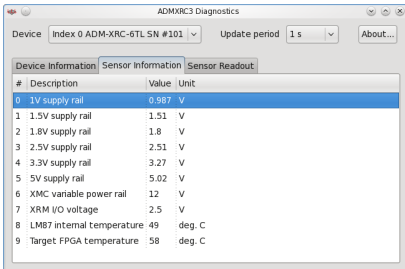 ADMXRC3 Diagnostics
Device Index 0 ADM-XRC-6TL SN #101 Update period 1 s About...
Device Information Sensor Information Sensor Readout
# Description Value Unit
0 1V supply rail 0.987 V
1 1.5V supply rail 1.51 V
2 1.8V supply rail 1.8 V
3 2.5V supply rail 2.51 V
4 3.3V supply rail 3.27 V
5 5V supply rail 5.02 V
6 XMC variable power rail 12 V
7 XRM I/O voltage 2.5 V
8 LM87 internal temperature 49 deg. C
9 Target FPGA temperature 58 deg. C